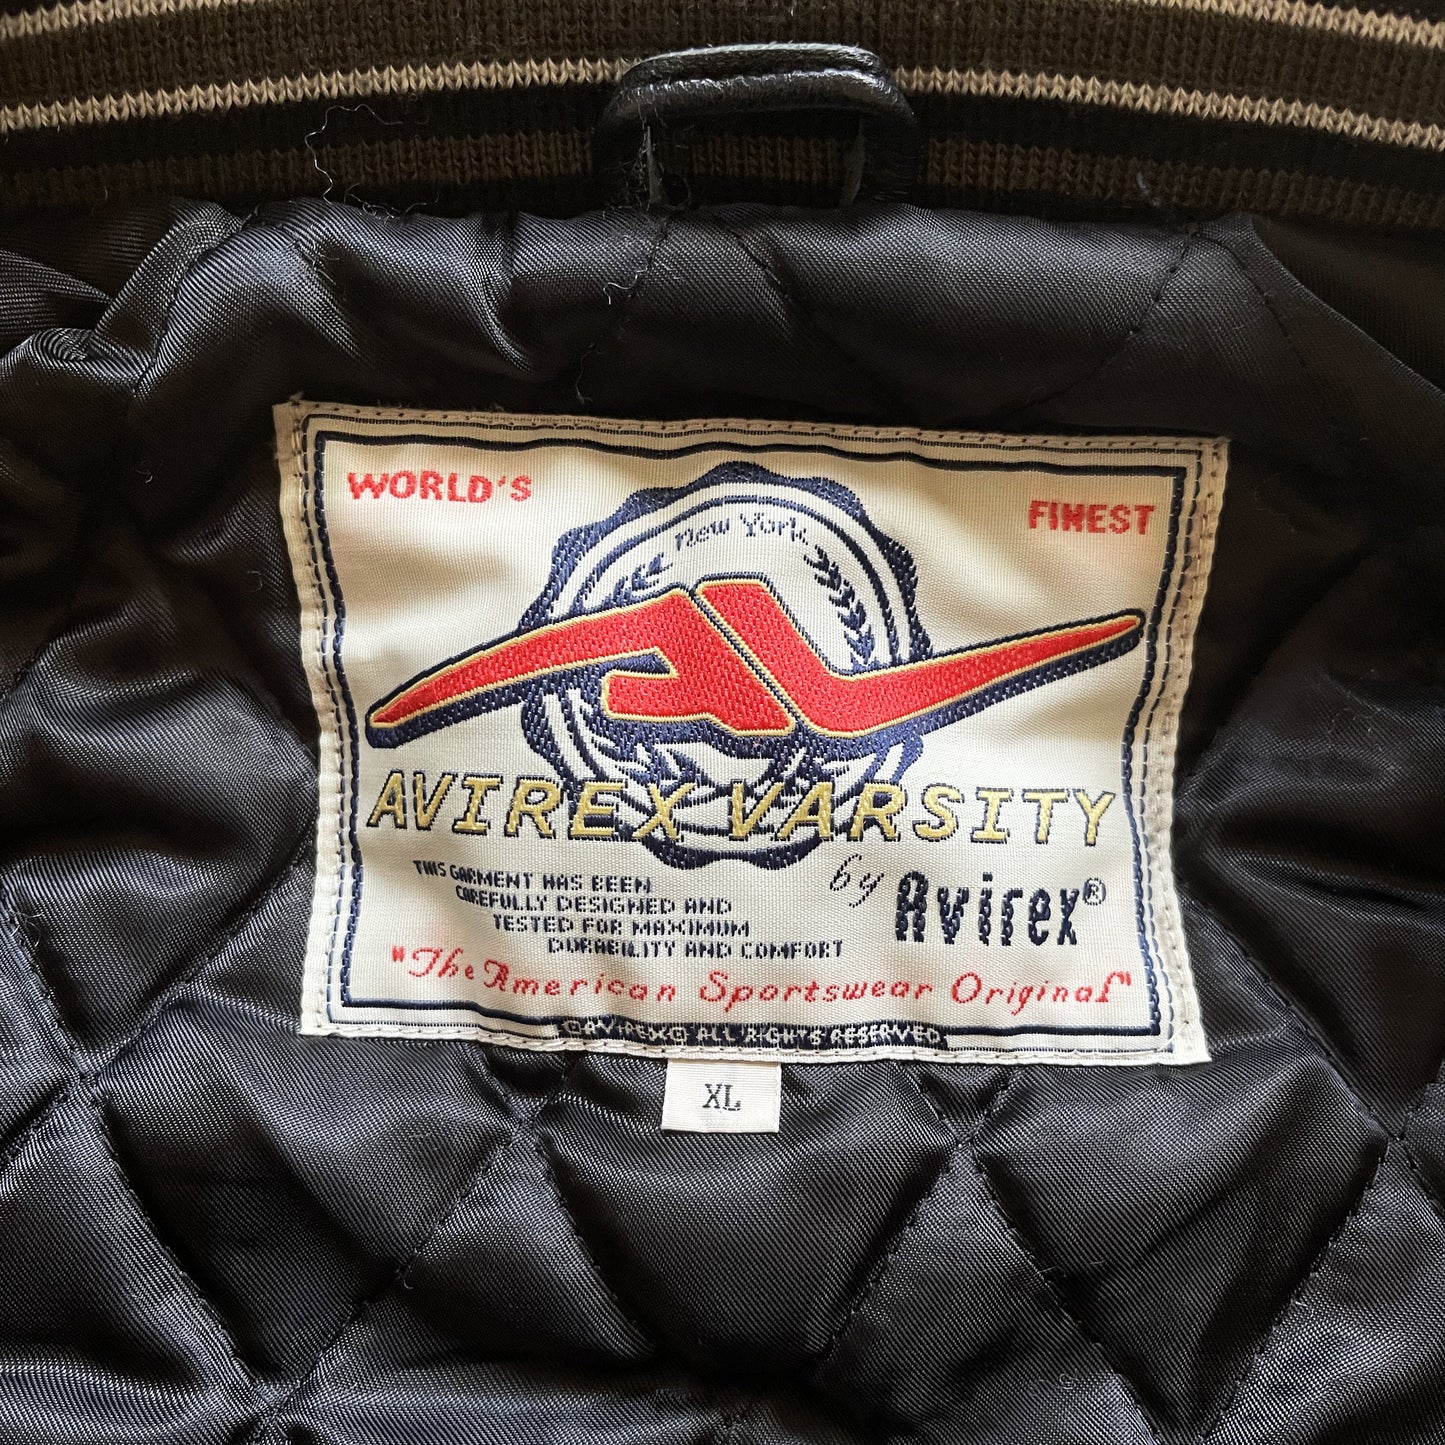 WORLD'S FINEST
New York
AVIREX VARSITY
by Avirex®
THIS GARMENT HAS BEEN
CAREFULLY DESIGNED AND
TESTED FOR MAXIMUM
DURABILITY AND COMFORT
"The American Sportswear Original"
©AVIREX© ALL RIGHTS RESERVED
XL